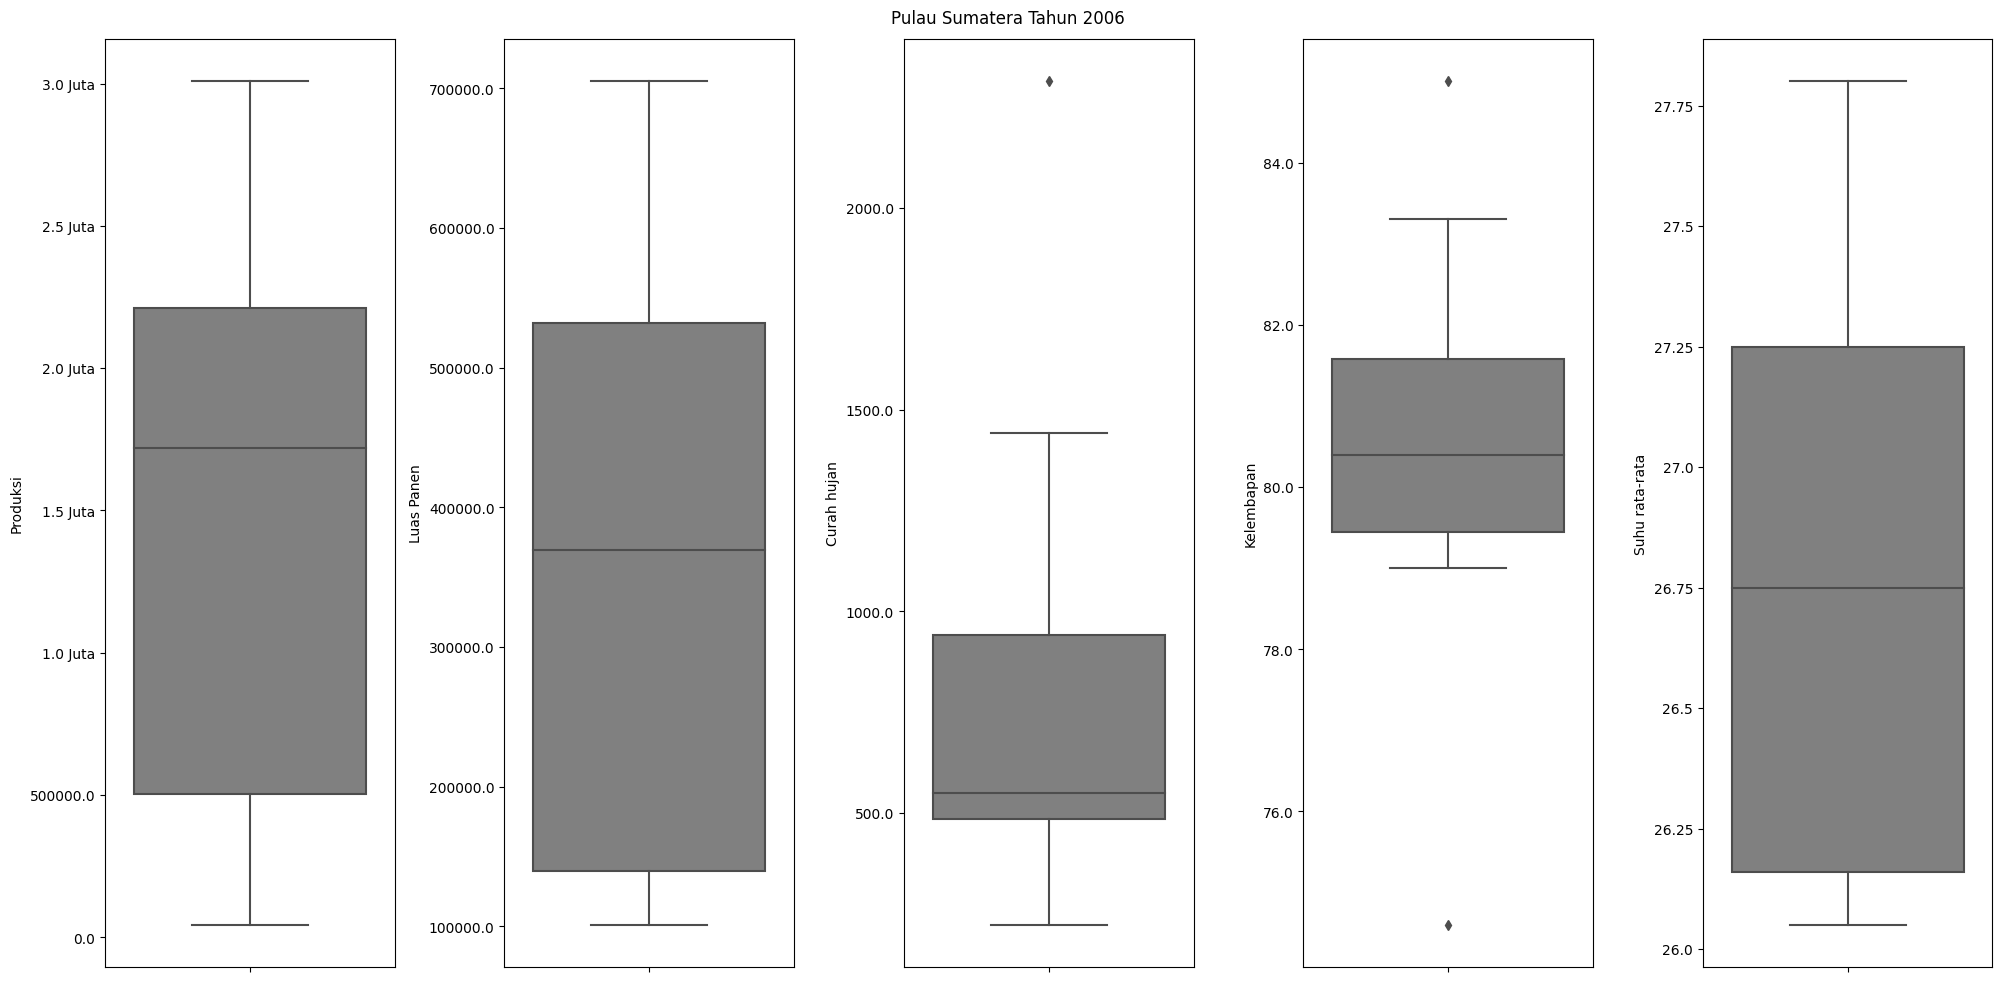 Pulau Sumatera Tahun 2006
Produksi
3.0 Juta
2.5 Juta
2.0 Juta
1.5 Juta
1.0 Juta
500000.0
0.0
Luas Panen
700000.0
600000.0
500000.0
400000.0
300000.0
200000.0
100000.0
Curah hujan
2000.0
1500.0
1000.0
500.0
Kelembapan
84.0
82.0
80.0
78.0
76.0
Suhu rata-rata
27.75
27.5
27.25
27.0
26.75
26.5
26.25
26.0